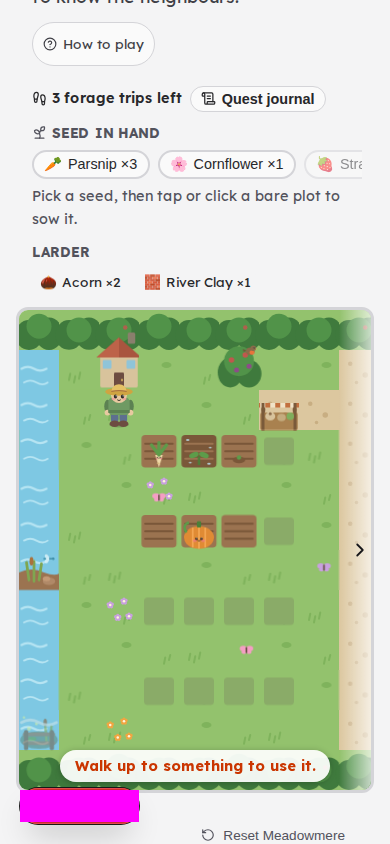 to know the neighbours.
How to play
3 forage trips left
Quest journal
SEED IN HAND
Parsnip ×3
Cornflower ×1
Stra
Pick a seed, then tap or click a bare plot to
sow it.
LARDER
Acorn ×2
River Clay ×1
Walk up to something to use it.
Reset Meadowmere